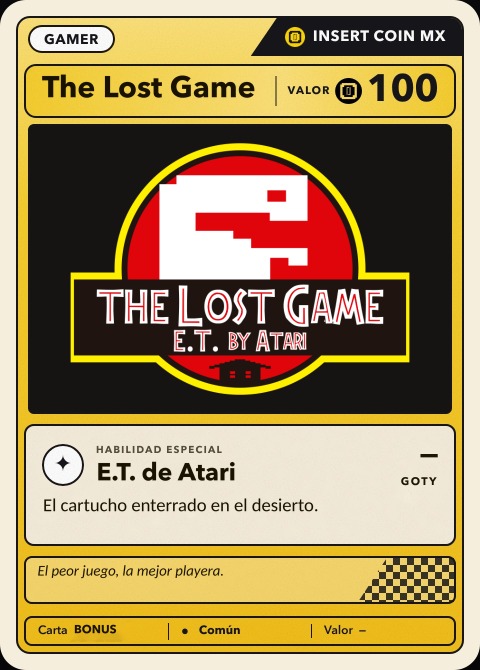 GAMER
INSERT COIN MX
The Lost Game
VALOR 100
THE LOST GAME
E.T. BY ATARI
HABILIDAD ESPECIAL
E.T. de Atari
–
GOTY
El cartucho enterrado en el desierto.
El peor juego, la mejor playera.
Carta BONUS
• Común
Valor –